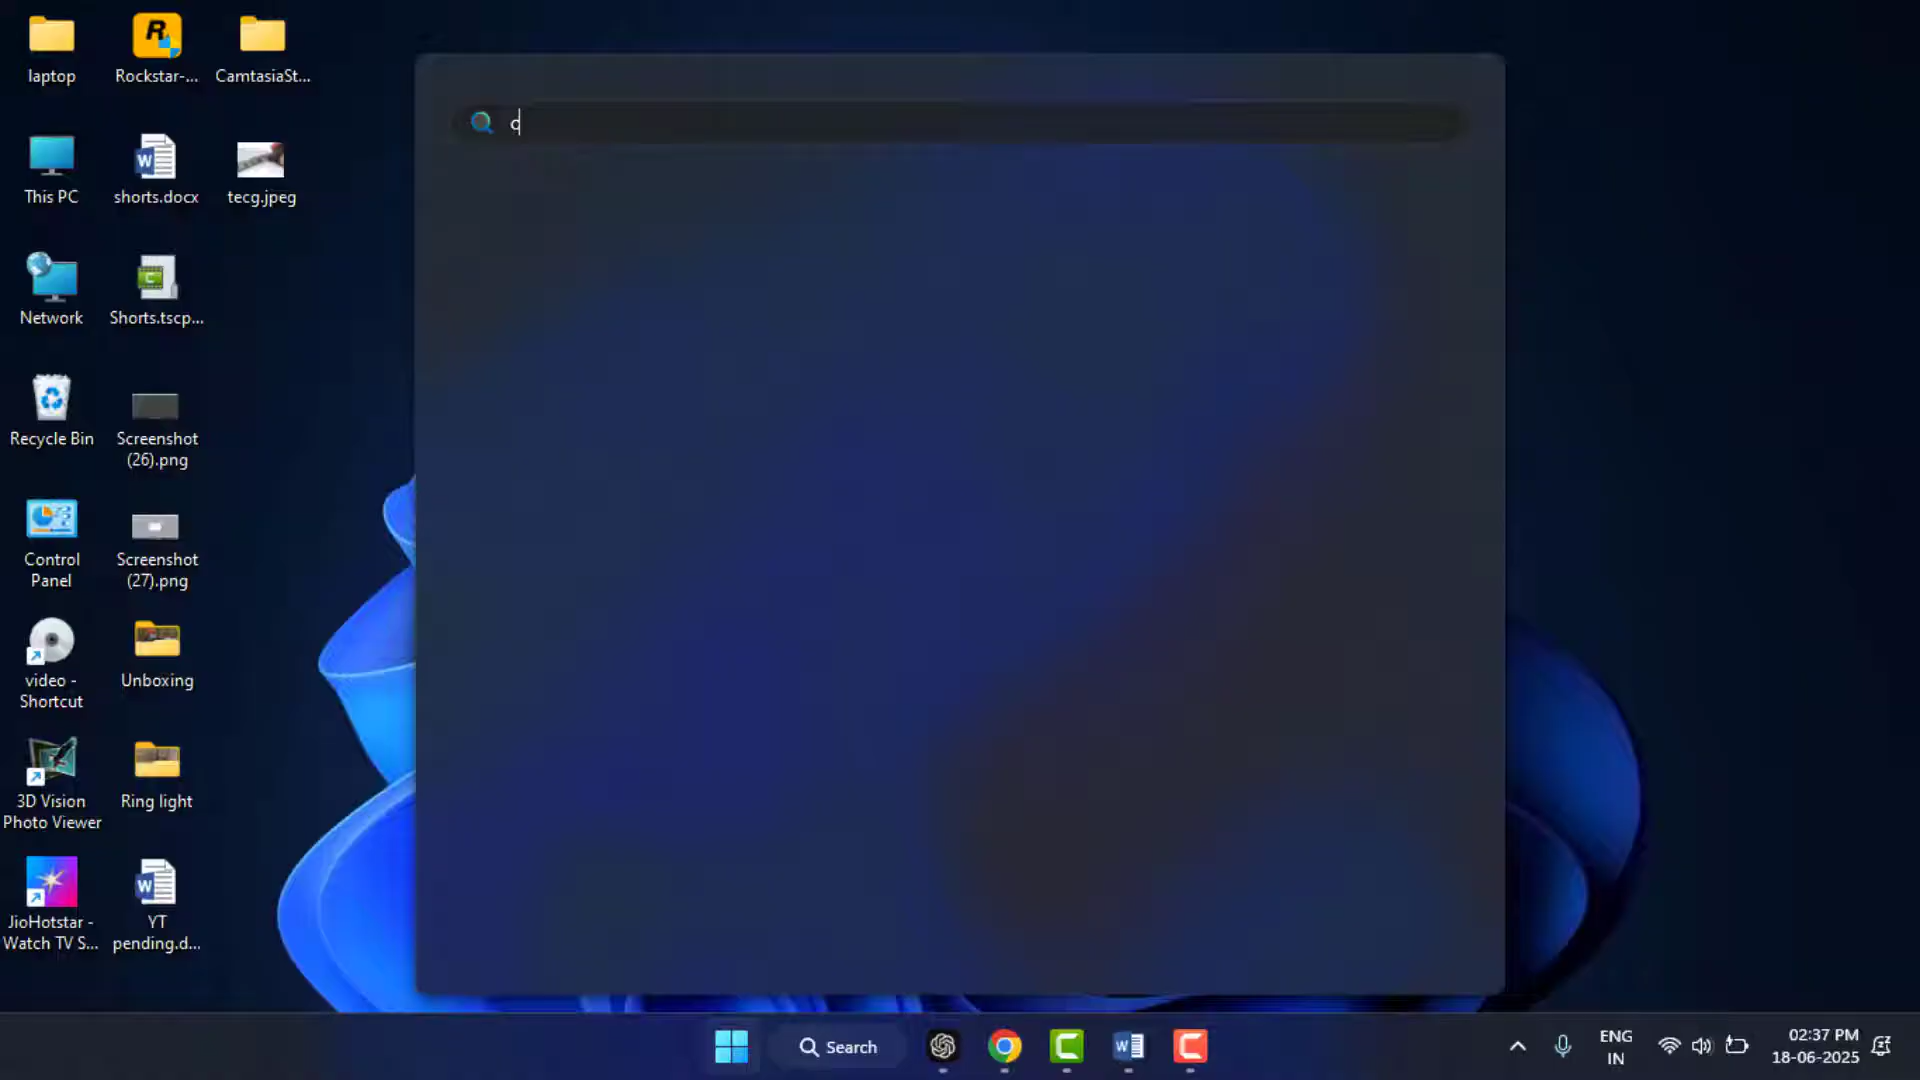 laptop
Rockstar-...
CamtasiaSt...
c
This PC
shorts.docx
tecg.jpeg
Network
Shorts.tscp...
Recycle Bin
Screenshot
(26).png
Control
Panel
Screenshot
(27).png
video -
Shortcut
Unboxing
3D Vision
Photo Viewer
Ring light
JioHotstar -
Watch TV S...
YT
pending.d...
Search
ENG
IN
02:37 PM
18-06-2025